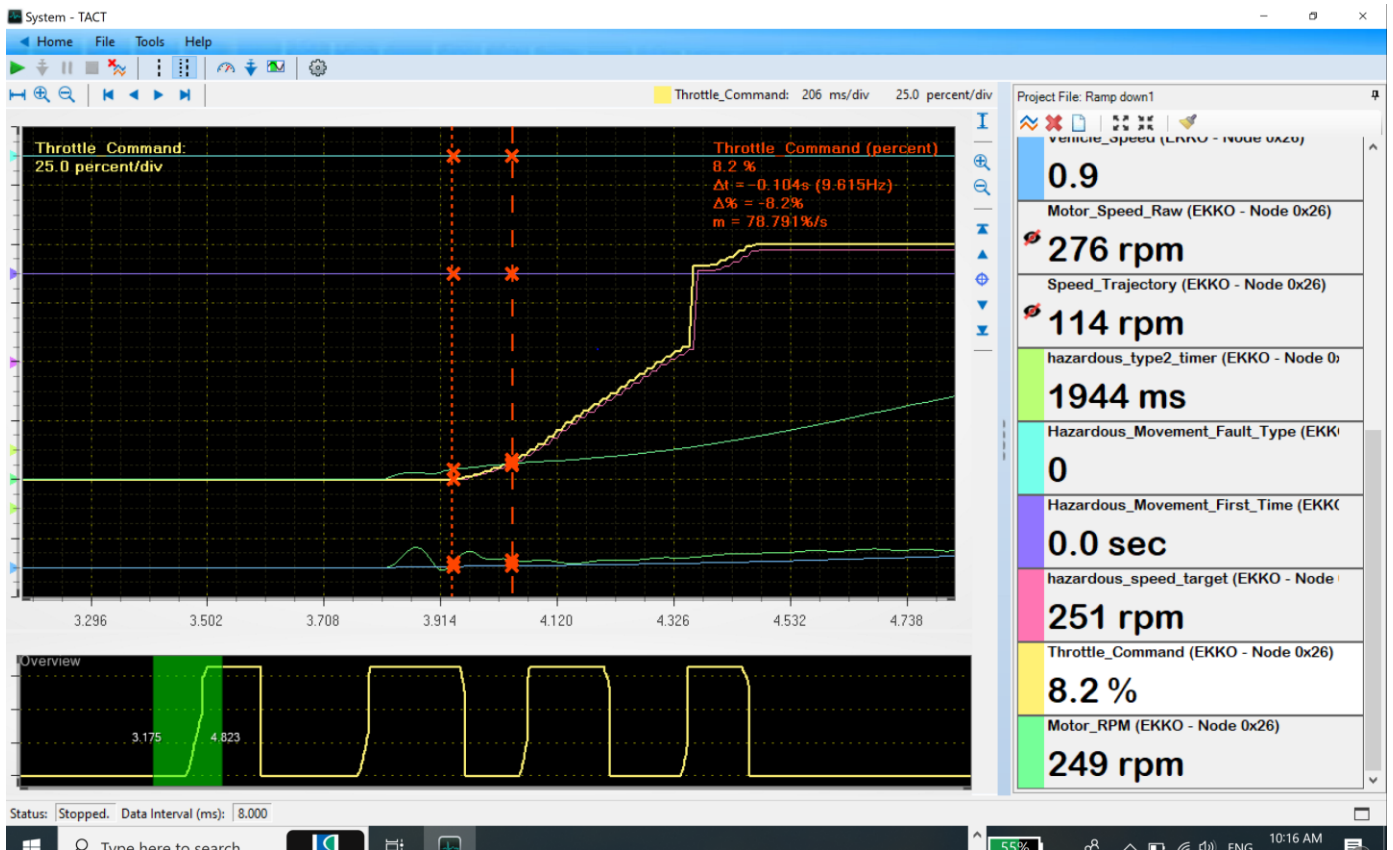 System - TACT
Home File Tools Help
Throttle_Command: 206 ms/div 25.0 percent/div
Project File: Ramp down1
Throttle_Command:
25.0 percent/div
Throttle_Command (percent)
8.2 %
Δt = -0.104s (9.615Hz)
Δ% = -8.2%
m = 78.791%/s
3.296 3.502 3.708 3.914 4.120 4.326 4.532 4.738
Overview
3.175 4.823
Vehicle_Speed (EKKO - Node 0x26)
0.9
Motor_Speed_Raw (EKKO - Node 0x26)
276 rpm
Speed_Trajectory (EKKO - Node 0x26)
114 rpm
hazardous_type2_timer (EKKO - Node 0
1944 ms
Hazardous_Movement_Fault_Type (EKK
0
Hazardous_Movement_First_Time (EKK
0.0 sec
hazardous_speed_target (EKKO - Node
251 rpm
Throttle_Command (EKKO - Node 0x26)
8.2 %
Motor_RPM (EKKO - Node 0x26)
249 rpm
Status: Stopped. Data Interval (ms): 8.000
Type here to search
55%
ENG
10:16 AM